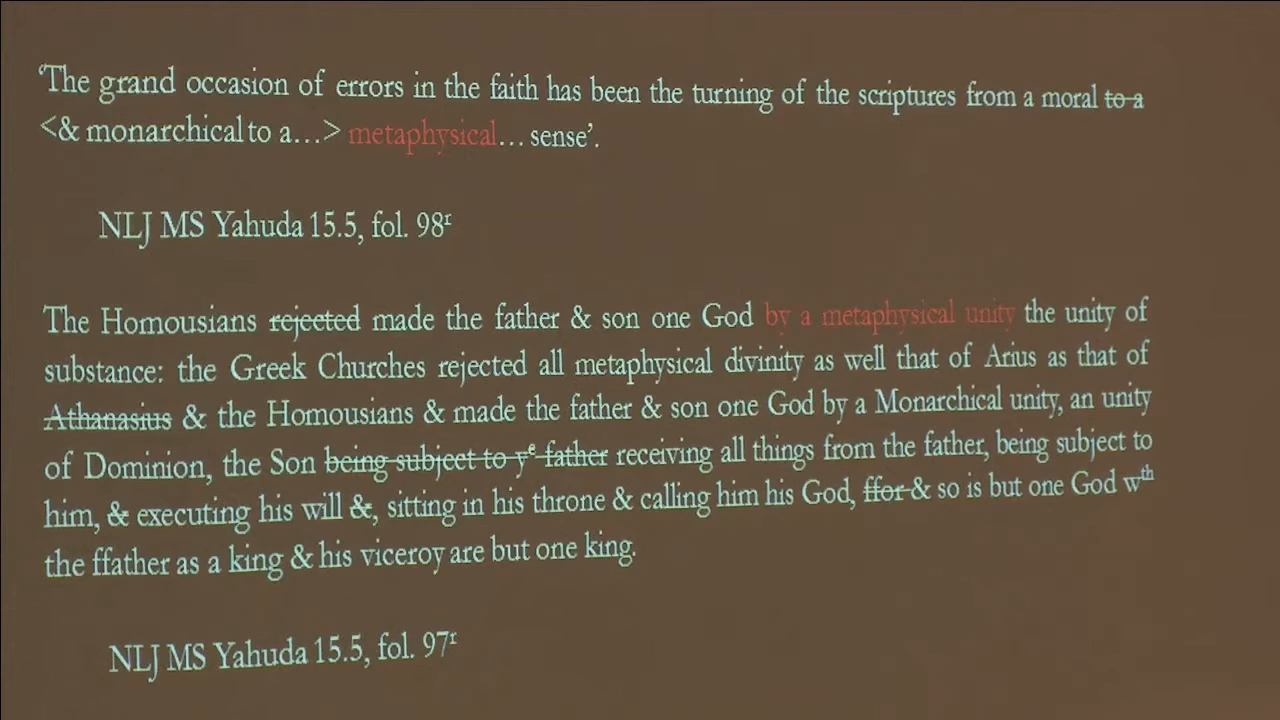 ‘The grand occasion of errors in the faith has been the turning of the scriptures from a moral to a
<& monarchical to a…> metaphysical… sense’.
NLJ MS Yahuda 15.5, fol. 98r
The Homousians rejected made the father & son one God by a metaphysical unity the unity of
substance: the Greek Churches rejected all metaphysical divinity as well that of Arius as that of
Athanasius & the Homousians & made the father & son one God by a Monarchical unity, an unity
of Dominion, the Son being subject to ye father receiving all things from the father, being subject to
him, & executing his will &, sitting in his throne & calling him his God, ffor & so is but one God wth
the ffather as a king & his viceroy are but one king.
NLJ MS Yahuda 15.5, fol. 97r